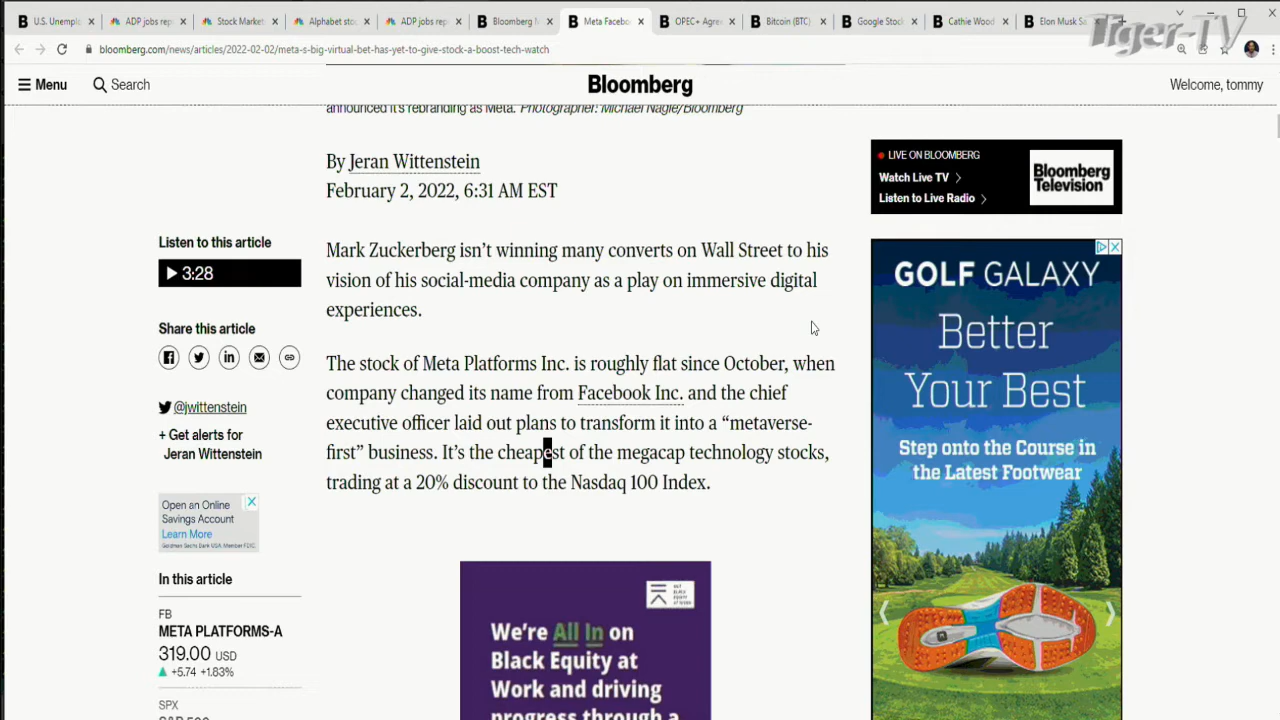 U.S. Unempl
ADP jobs rep
Stock Market
Alphabet stoc
ADP jobs rep
Bloomberg M
Meta Facebo
OPEC+ Agre
Bitcoin (BTC)
Google Stock
Cathie Wood
Elon Musk Sa
Tiger-TV
bloomberg.com/news/articles/2022-02-02/meta-s-big-virtual-bet-has-yet-to-give-stock-a-boost-tech-watch
Menu
Search
Bloomberg
Welcome, tommy
announced it's rebranding as Meta. Photographer: Michael Nagle/Bloomberg
By Jeran Wittenstein
February 2, 2022, 6:31 AM EST
LIVE ON BLOOMBERG
Watch Live TV
Listen to Live Radio
Bloomberg
Television
Listen to this article
3:28
Share this article
@jwittenstein
+ Get alerts for
Jeran Wittenstein
Mark Zuckerberg isn't winning many converts on Wall Street to his
vision of his social-media company as a play on immersive digital
experiences.
The stock of Meta Platforms Inc. is roughly flat since October, when
company changed its name from Facebook Inc. and the chief
executive officer laid out plans to transform it into a “metaverse-
first” business. It's the cheapest of the megacap technology stocks,
trading at a 20% discount to the Nasdaq 100 Index.
Open an Online
Savings Account
Learn More
Goldman Sachs Bank USA. Member FDIC.
In this article
FB
META PLATFORMS-A
319.00 USD
+5.74 +1.83%
SPX
We're All In on
Black Equity at
Work and driving
progress through a
GOLF GALAXY
Better
Your Best
Step onto the Course in
the Latest Footwear